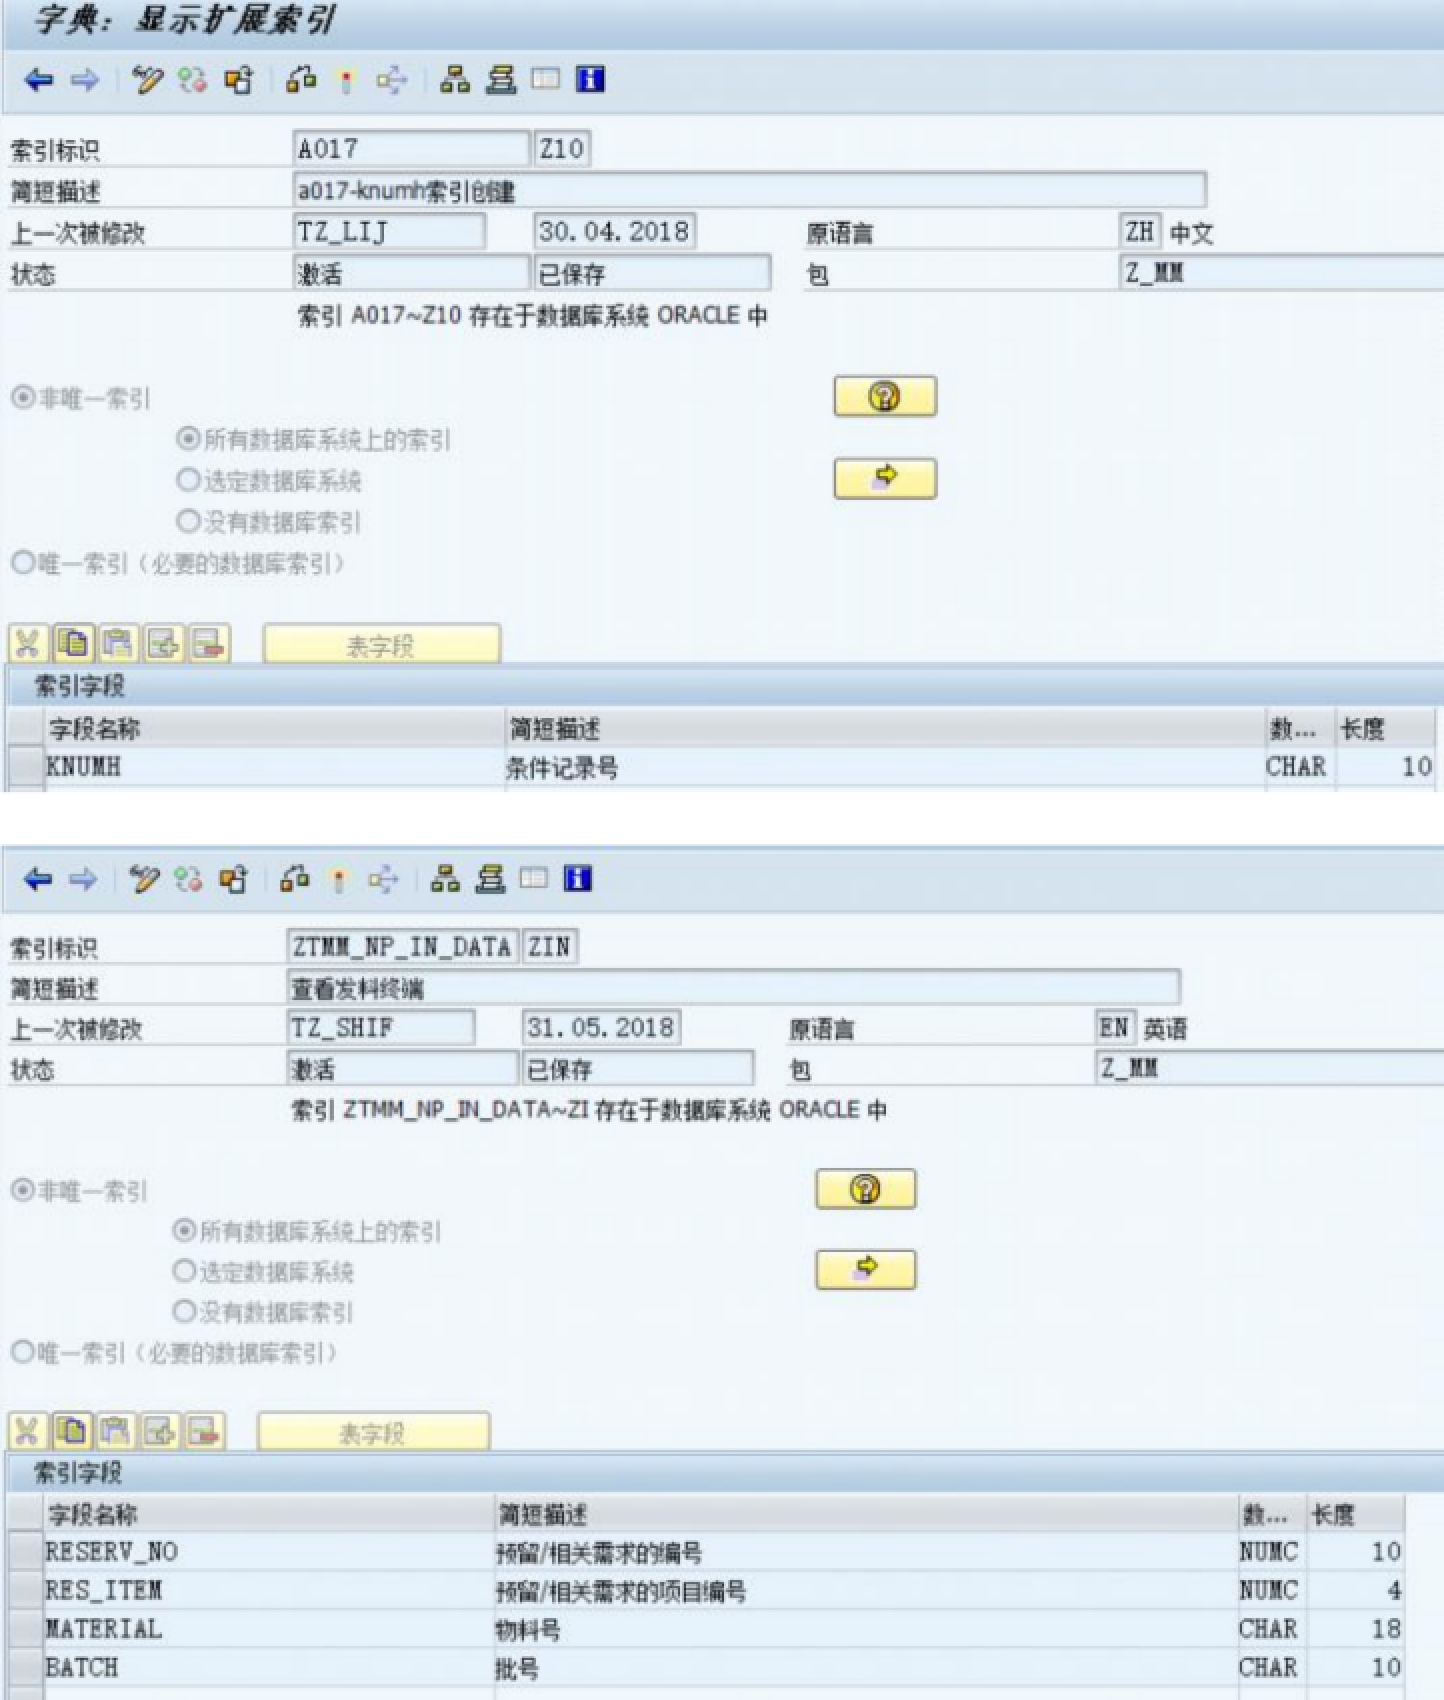 字典: 显示扩展索引
索引标识 A017 Z10
简短描述 a017-knumh索引创建
上一次被修改 TZ_LIJ 30.04.2018 原语言 ZH 中文
状态 激活 已保存 包 Z_MM
索引 A017~Z10 存在于数据库系统 ORACLE 中
非唯一索引
所有数据库系统上的索引
选定数据库系统
没有数据库索引
唯一索引(必要的数据库索引)
表字段
索引字段
字段名称 简短描述 数... 长度
KNUMH 条件记录号 CHAR 10
索引标识 ZTMM_NP_IN_DATA ZIN
简短描述 查看发料终端
上一次被修改 TZ_SHIF 31.05.2018 原语言 EN 英语
状态 激活 已保存 包 Z_MM
索引 ZTMM_NP_IN_DATA~ZI 存在于数据库系统 ORACLE 中
非唯一索引
所有数据库系统上的索引
选定数据库系统
没有数据库索引
唯一索引(必要的数据库索引)
表字段
索引字段
字段名称 简短描述 数... 长度
RESERV_NO 预留/相关需求的编号 NUMC 10
RES_ITEM 预留/相关需求的项目编号 NUMC 4
MATERIAL 物料号 CHAR 18
BATCH 批号 CHAR 10